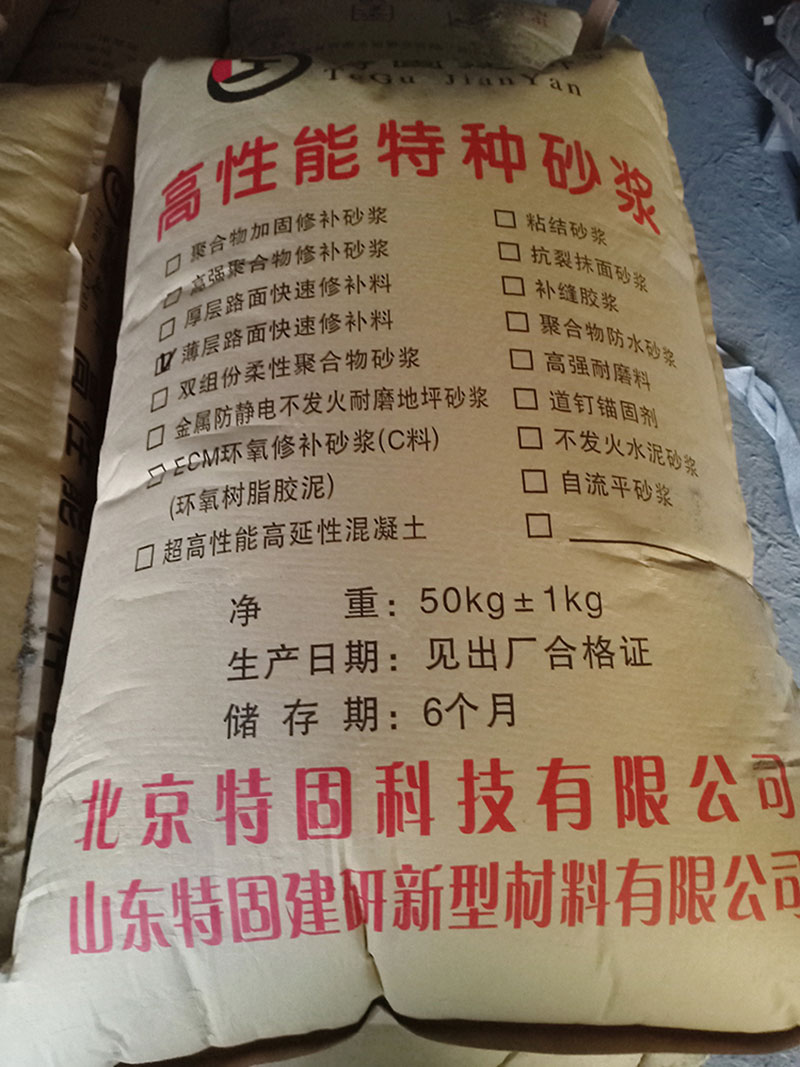 TeGu JianYan
高性能特种砂浆
□ 聚合物加固修补砂浆
□ 高强聚合物修补砂浆
□ 厚层路面快速修补料
☑ 薄层路面快速修补料
□ 双组份柔性聚合物砂浆
□ 金属防静电不发火耐磨地坪砂浆
□ ECM环氧修补砂浆(C料)
(环氧树脂胶泥)
□ 超高性能高延性混凝土
□ 粘结砂浆
□ 抗裂抹面砂浆
□ 补缝胶浆
□ 聚合物防水砂浆
□ 高强耐磨料
□ 道钉锚固剂
□ 不发火水泥砂浆
□ 自流平砂浆
□ ________
净 重：50kg±1kg
生产日期：见出厂合格证
储 存 期：6个月
北京特固科技有限公司
山东特固建研新型材料有限公司